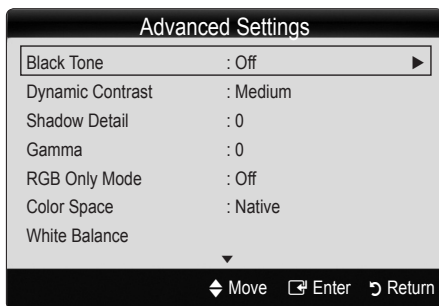 Advanced Settings
Black Tone : Off ►
Dynamic Contrast : Medium
Shadow Detail : 0
Gamma : 0
RGB Only Mode : Off
Color Space : Native
White Balance
▼
Move Enter Return